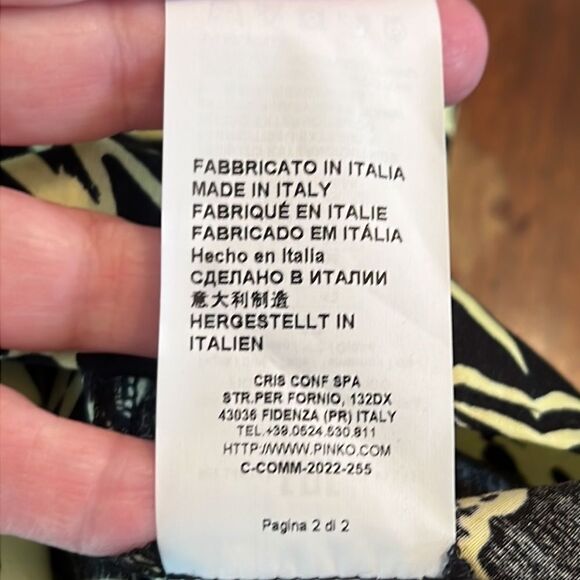 FABBRICATO IN ITALIA
MADE IN ITALY
FABRIQUÉ EN ITALIE
FABRICADO EM ITÁLIA
Hecho en Italia
СДЕЛАНО В ИТАЛИИ
意大利制造
HERGESTELLT IN
ITALIEN
CRIS CONF SPA
STR.PER FORNIO, 132DX
43036 FIDENZA (PR) ITALY
TEL.+39.0524.530.811
HTTP://WWW.PINKO.COM
C-COMM-2022-255
Pagina 2 di 2